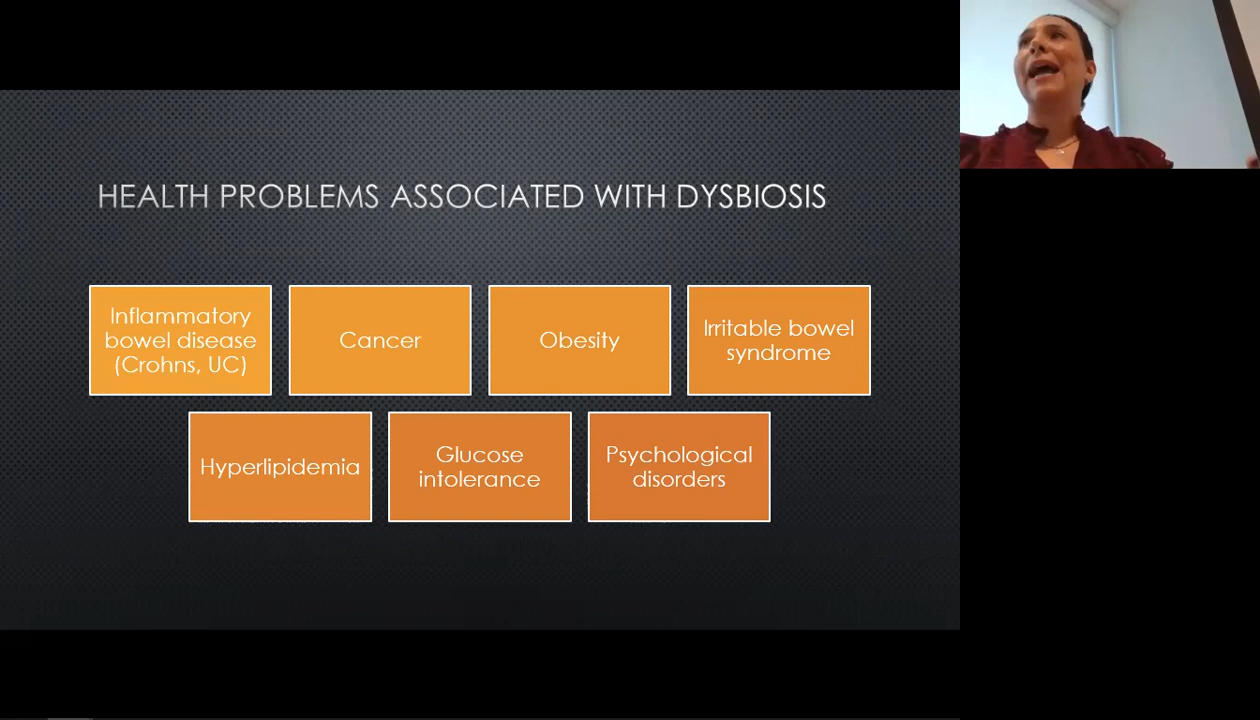 HEALTH PROBLEMS ASSOCIATED WITH DYSBIOSIS
Inflammatory
bowel disease
(Crohns, UC)
Cancer
Obesity
Irritable bowel
syndrome
Hyperlipidemia
Glucose
intolerance
Psychological
disorders